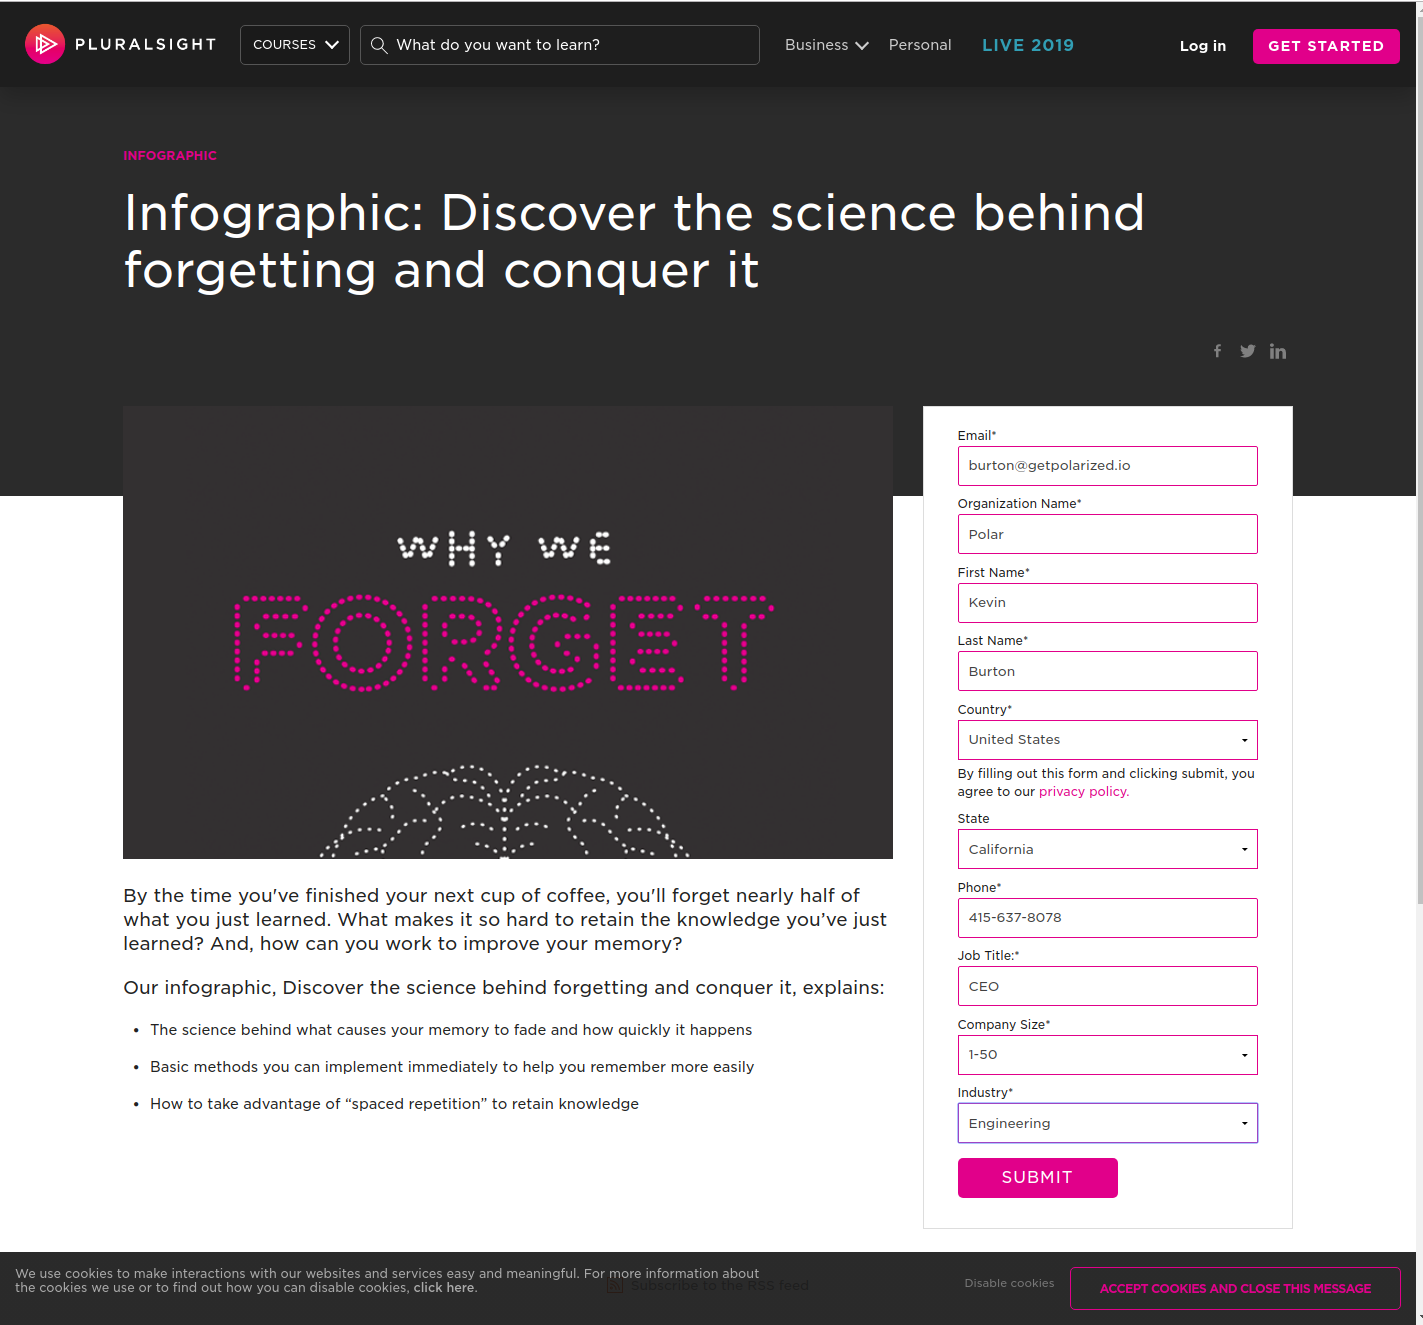 PLURALSIGHT
COURSES
What do you want to learn?
Business
Personal
LIVE 2019
Log in
GET STARTED
INFOGRAPHIC
Infographic: Discover the science behind
forgetting and conquer it
WHY WE
FORGET
By the time you've finished your next cup of coffee, you'll forget nearly half of
what you just learned. What makes it so hard to retain the knowledge you’ve just
learned? And, how can you work to improve your memory?
Our infographic, Discover the science behind forgetting and conquer it, explains:
• The science behind what causes your memory to fade and how quickly it happens
• Basic methods you can implement immediately to help you remember more easily
• How to take advantage of “spaced repetition” to retain knowledge
Email*
burton@getpolarized.io
Organization Name*
Polar
First Name*
Kevin
Last Name*
Burton
Country*
United States
By filling out this form and clicking submit, you
agree to our privacy policy.
State
California
Phone*
415-637-8078
Job Title:*
CEO
Company Size*
1-50
Industry*
Engineering
SUBMIT
We use cookies to make interactions with our websites and services easy and meaningful. For more information about
the cookies we use or to find out how you can disable cookies, click here.
Subscribe to the RSS feed
Disable cookies
ACCEPT COOKIES AND CLOSE THIS MESSAGE